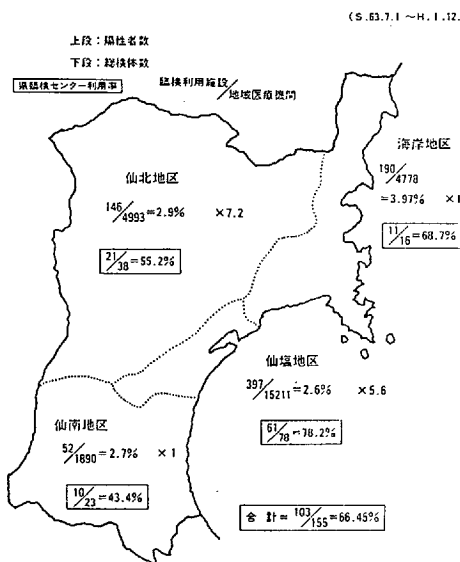 (S.63.7.1 ～H.1.12.
上段：陽性者数
下段：総検体数
県臨検センター利用率
臨検利用施設／地域医療機関
海岸地区
190／4778
=3.97% ×1
11／16=68.7%
仙北地区
146／4993=2.9% ×7.2
21／38=55.2%
仙塩地区
397／15211=2.6% ×5.6
61／78=78.2%
仙南地区
52／1890=2.7% ×1
10／23=43.4%
合計=103／155=66.45%